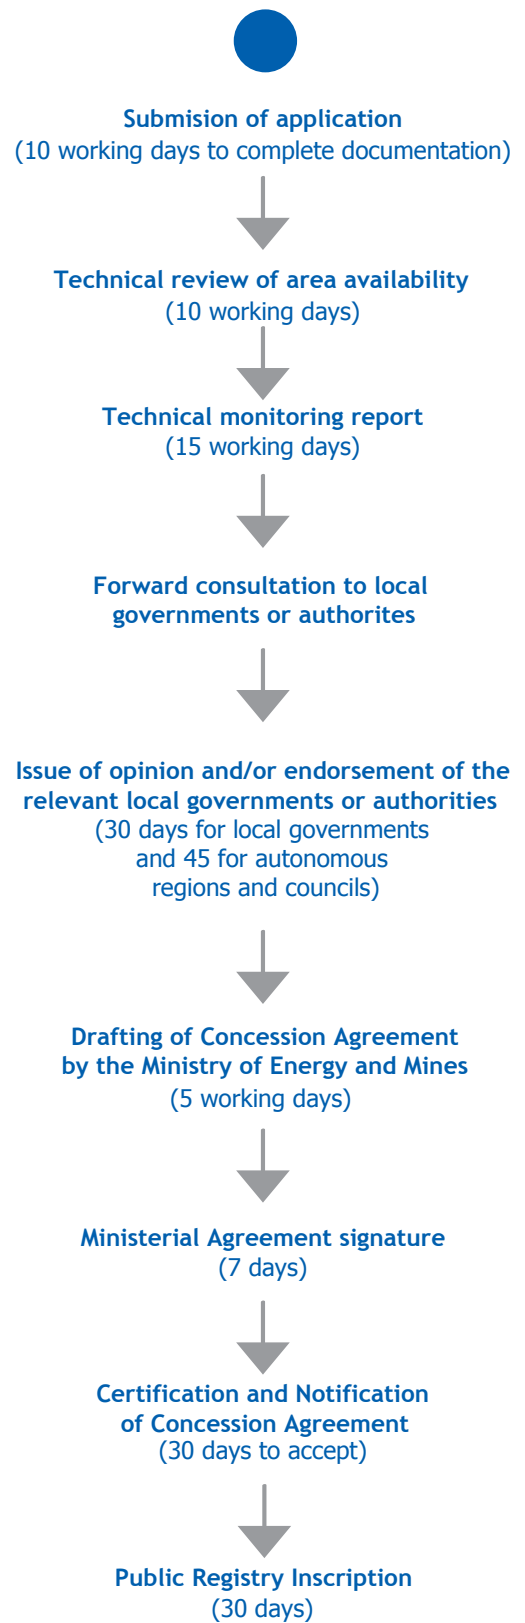 Submision of application
(10 working days to complete documentation)
Technical review of area availability
(10 working days)
Technical monitoring report
(15 working days)
Forward consultation to local
governments or authorites
Issue of opinion and/or endorsement of the
relevant local governments or authorities
(30 days for local governments
and 45 for autonomous
regions and councils)
Drafting of Concession Agreement
by the Ministry of Energy and Mines
(5 working days)
Ministerial Agreement signature
(7 days)
Certification and Notification
of Concession Agreement
(30 days to accept)
Public Registry Inscription
(30 days)